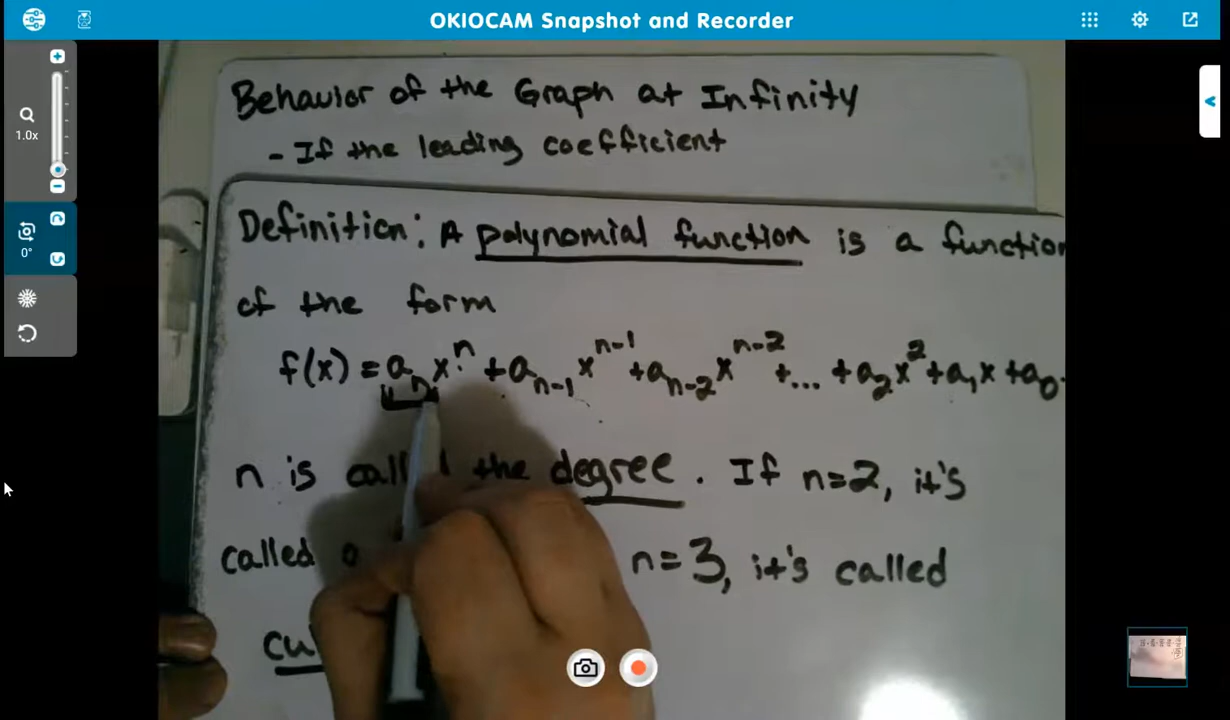 OKIOCAM Snapshot and Recorder
1.0x
0°
Behavior of the Graph at Infinity
- If the leading coefficient
Definition: A polynomial function is a function
of the form
f(x) = aₙxⁿ + aₙ₋₁xⁿ⁻¹ + aₙ₋₂xⁿ⁻² + ... + a₂x² + a₁x + a₀.
n is called the degree. If n=2, it's
called n=3, it's called